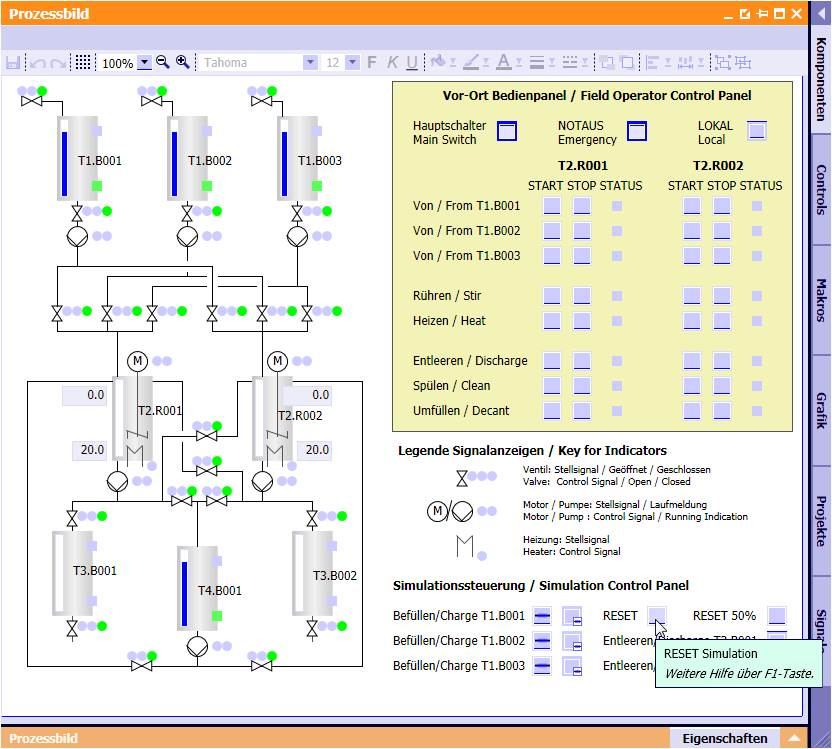 Prozessbild
100%
Tahoma
12
F K U
A
Komponenten
Controls
Makros
Grafik
Projekte
Signale
T1.B001
T1.B002
T1.B003
M
M
0.0
T2.R001
0.0
T2.R002
20.0
20.0
T3.B001
T4.B001
T3.B002
Vor-Ort Bedienpanel / Field Operator Control Panel
Hauptschalter
Main Switch
NOTAUS
Emergency
LOKAL
Local
T2.R001
T2.R002
START STOP STATUS
START STOP STATUS
Von / From T1.B001
Von / From T1.B002
Von / From T1.B003
Rühren / Stir
Heizen / Heat
Entleeren / Discharge
Spülen / Clean
Umfüllen / Decant
Legende Signalanzeigen / Key for Indicators
Ventil: Stellsignal / Geöffnet / Geschlossen
Valve: Control Signal / Open / Closed
M/
Motor / Pumpe: Stellsignal / Laufmeldung
Motor / Pump : Control Signal / Running Indication
Heizung: Stellsignal
Heater: Control Signal
Simulationssteuerung / Simulation Control Panel
Befüllen/Charge T1.B001
RESET
RESET 50%
Befüllen/Charge T1.B002
Befüllen/Charge T1.B003
Entleeren/
RESET Simulation
Weitere Hilfe über F1-Taste.
Prozessbild
Eigenschaften